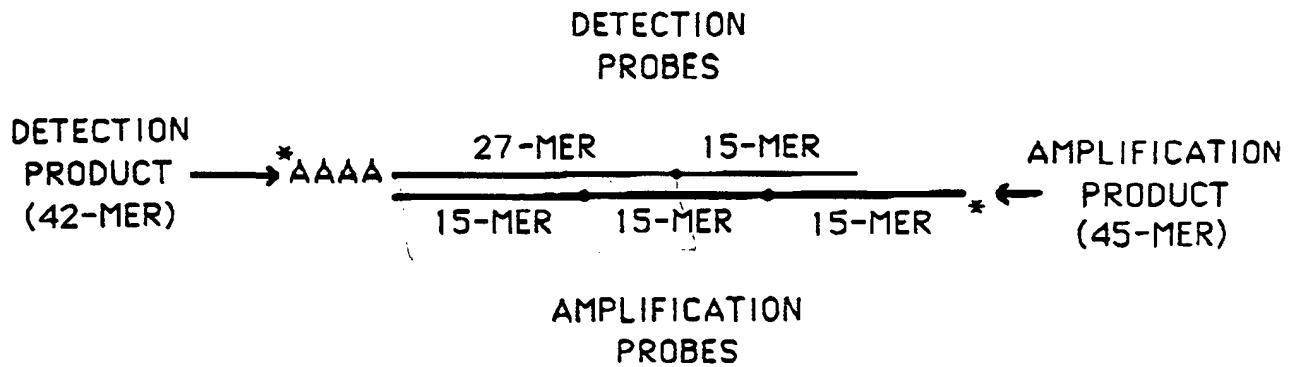 DETECTION
PROBES
DETECTION
PRODUCT
(42-MER)
*AAAA
27-MER
15-MER
15-MER
15-MER
15-MER
*
AMPLIFICATION
PRODUCT
(45-MER)
AMPLIFICATION
PROBES